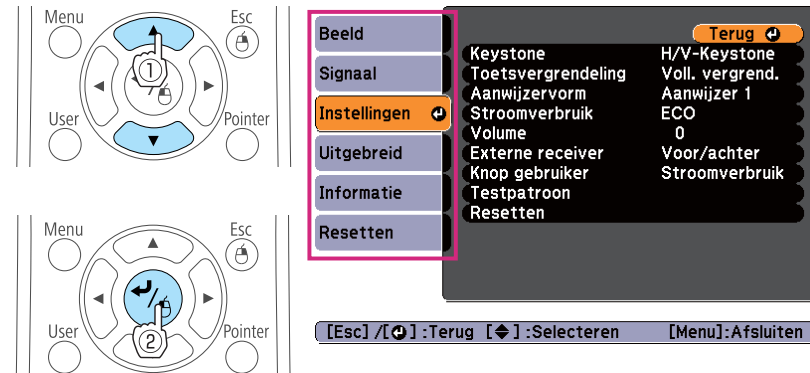 Menu
Esc
1
User
Pointer
Menu
Esc
User
Pointer
2
Beeld
Signaal
Instellingen
Uitgebreid
Informatie
Resetten
Terug
Keystone H/V-Keystone
Toetsvergrendeling Voll. vergrend.
Aanwijzervorm Aanwijzer 1
Stroomverbruik ECO
Volume 0
Externe receiver Voor/achter
Knop gebruiker Stroomverbruik
Testpatroon
Resetten
[Esc] /[⏎] :Terug [◆] :Selecteren [Menu]:Afsluiten